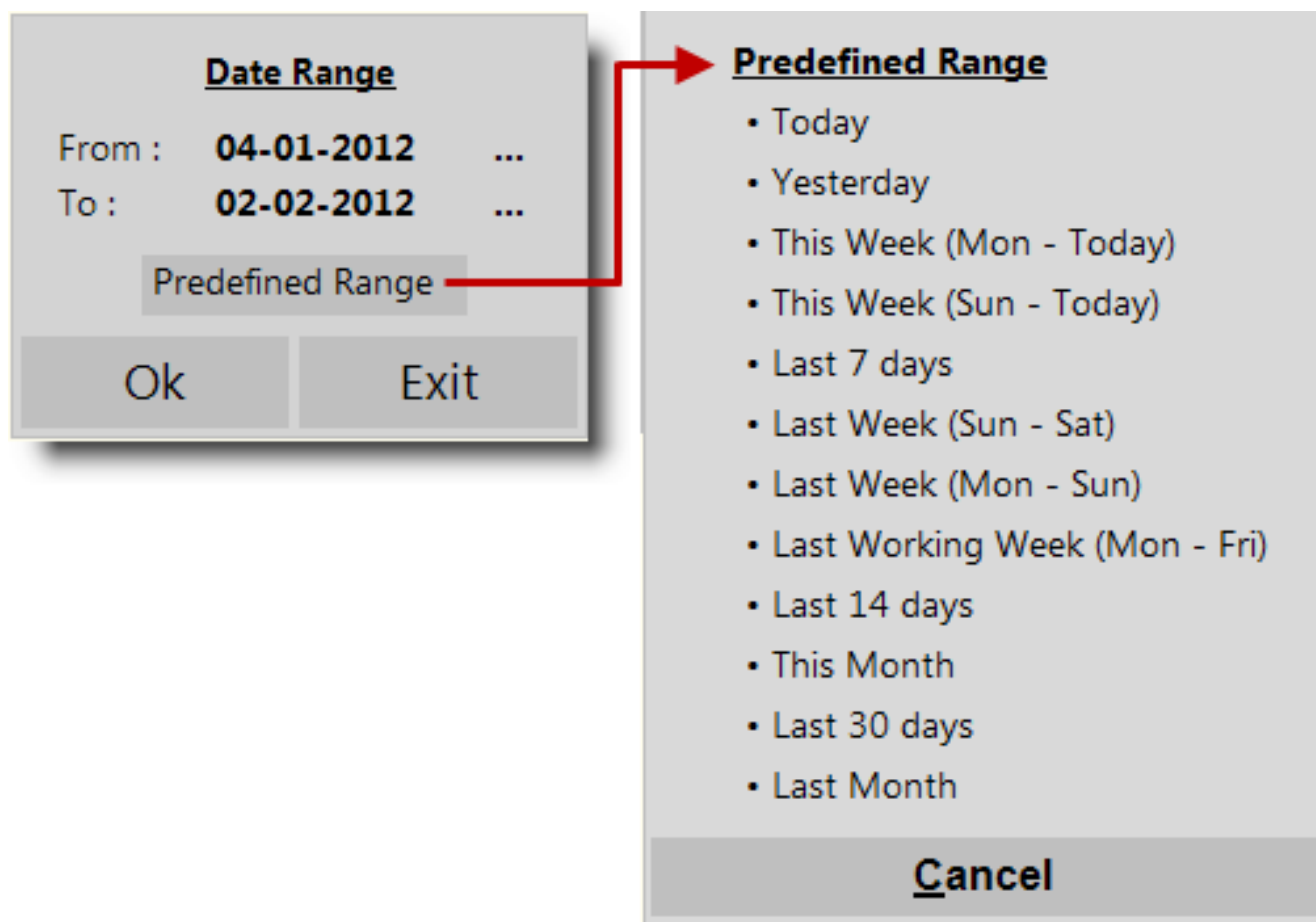 Date Range
From : 04-01-2012 ...
To : 02-02-2012 ...
Predefined Range
Ok Exit
Predefined Range
• Today
• Yesterday
• This Week (Mon - Today)
• This Week (Sun - Today)
• Last 7 days
• Last Week (Sun - Sat)
• Last Week (Mon - Sun)
• Last Working Week (Mon - Fri)
• Last 14 days
• This Month
• Last 30 days
• Last Month
Cancel